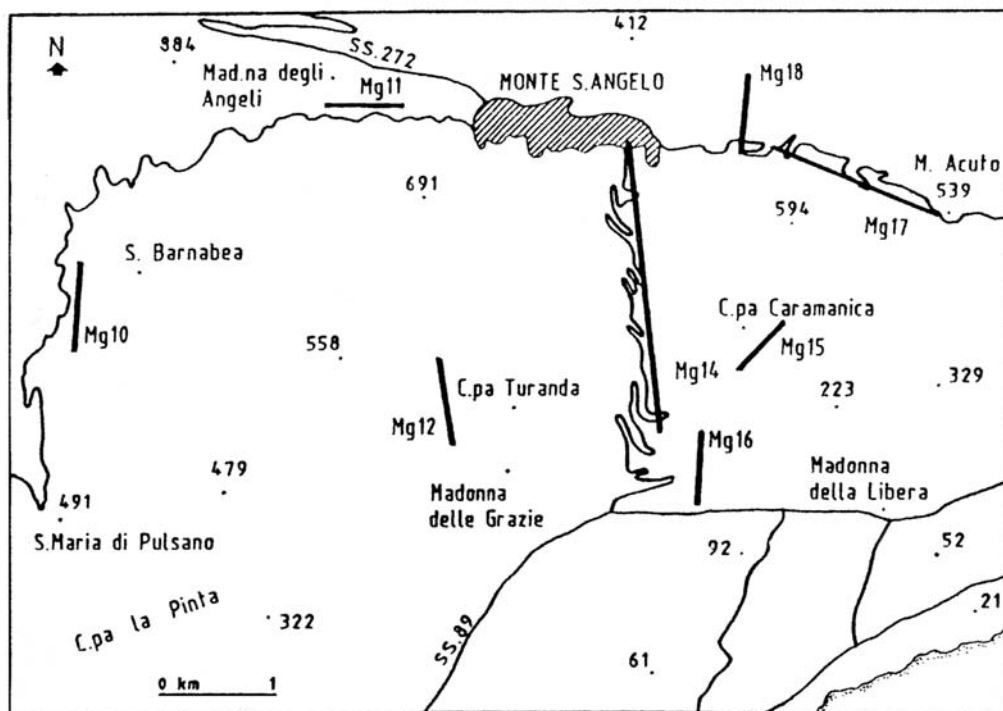 412
N
984
SS.272
Mad.na degli
Angeli
Mg11
MONTE S.ANGELO
Mg18
M. Acuto
539
691
594
Mg17
S. Barnabea
Mg10
C.pa Caramanica
Mg15
558
Mg14
329
C.pa Turanda
223
Mg12
Mg16
479
Madonna
delle Grazie
Madonna
della Libera
491
S.Maria di Pulsano
92
52
C.pa la Pinta
322
21
SS.89
61
0 km 1